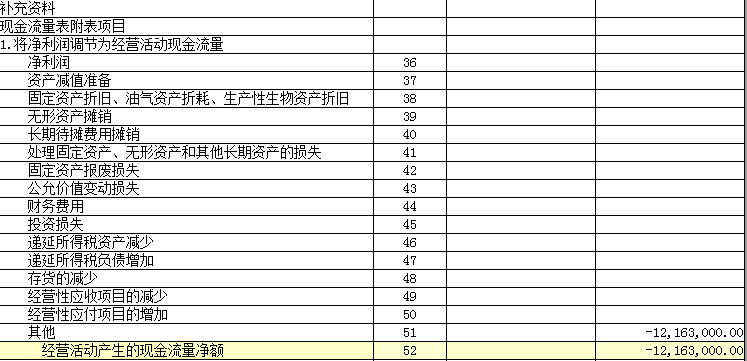 补充资料
现金流量表附表项目
1.将净利润调节为经营活动现金流量
净利润 36
资产减值准备 37
固定资产折旧、油气资产折耗、生产性生物资产折旧 38
无形资产摊销 39
长期待摊费用摊销 40
处理固定资产、无形资产和其他长期资产的损失 41
固定资产报废损失 42
公允价值变动损失 43
财务费用 44
投资损失 45
递延所得税资产减少 46
递延所得税负债增加 47
存货的减少 48
经营性应收项目的减少 49
经营性应付项目的增加 50
其他 51 -12,163,000.00
经营活动产生的现金流量净额 52 -12,163,000.00